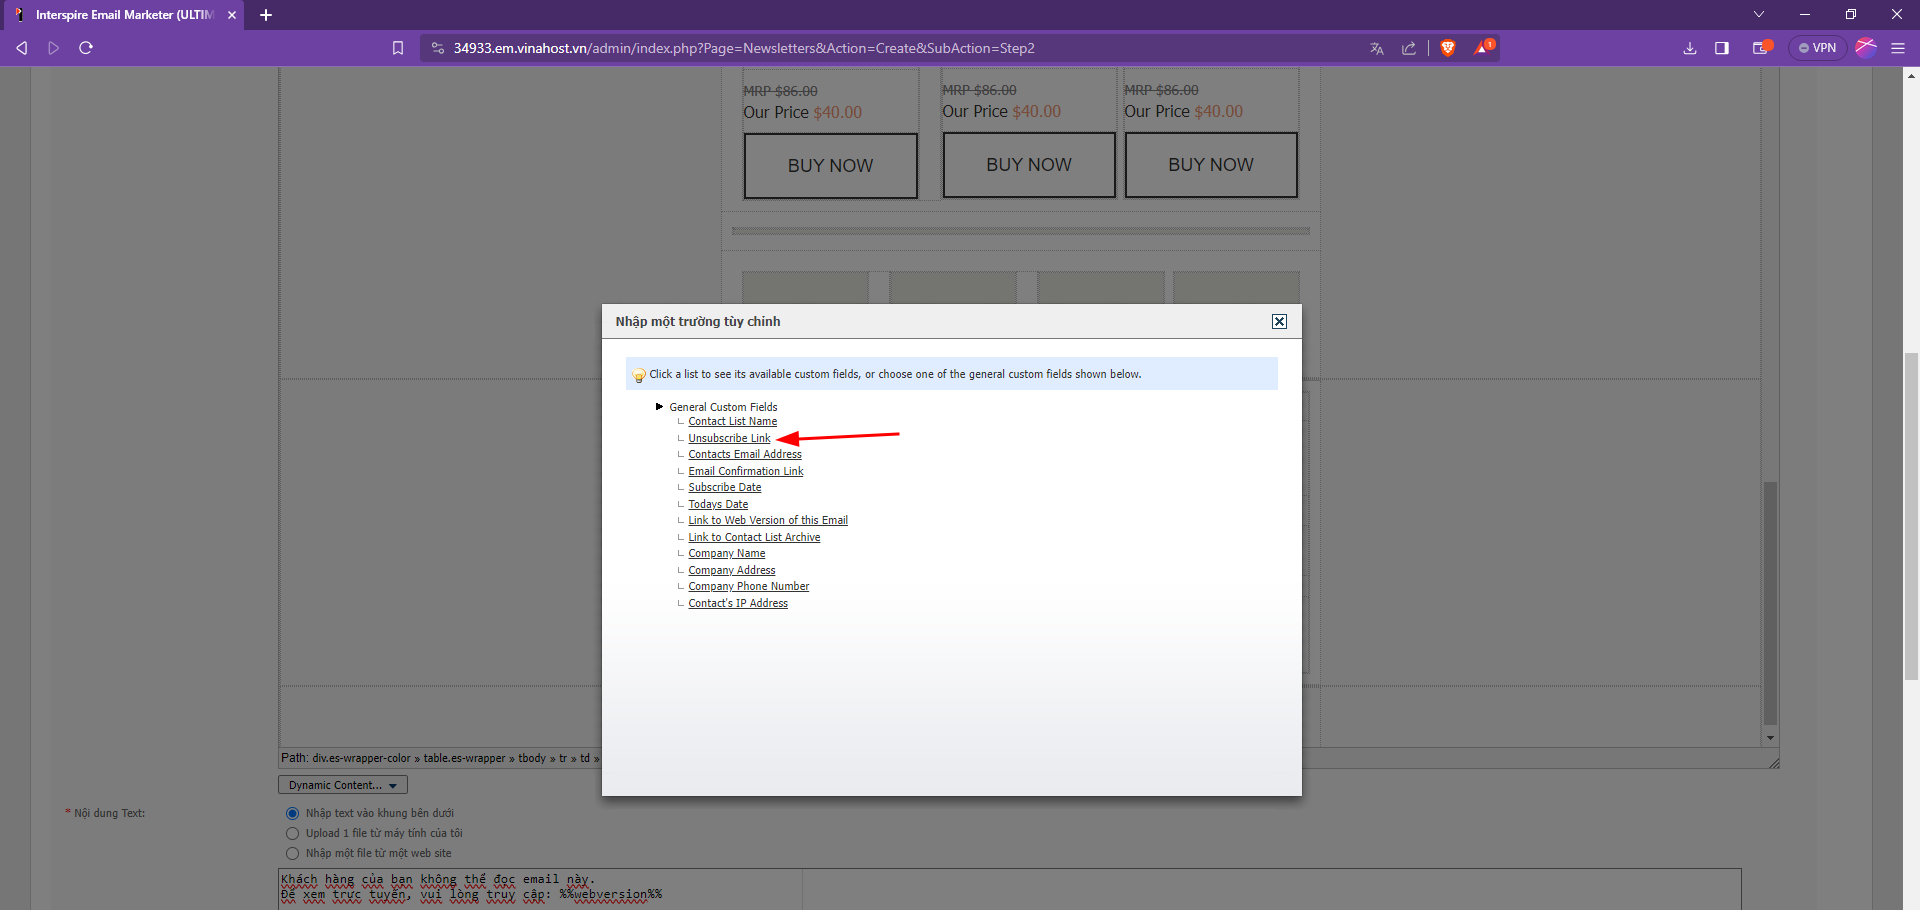 Interspire Email Marketer (ULTIM
34933.em.vinahost.vn/admin/index.php?Page=Newsletters&Action=Create&SubAction=Step2
1
VPN
MRP $86.00 MRP $86.00 MRP $86.00
Our Price $40.00 Our Price $40.00 Our Price $40.00
BUY NOW BUY NOW BUY NOW
Nhập một trường tùy chỉnh
Click a list to see its available custom fields, or choose one of the general custom fields shown below.
General Custom Fields
Contact List Name
Unsubscribe Link
Contacts Email Address
Email Confirmation Link
Subscribe Date
Todays Date
Link to Web Version of this Email
Link to Contact List Archive
Company Name
Company Address
Company Phone Number
Contact's IP Address
Path: div.es-wrapper-color » table.es-wrapper » tbody » tr » td »
Dynamic Content...
* Nội dung Text:
Nhập text vào khung bên dưới
Upload 1 file từ máy tính của tôi
Nhập một file từ một web site
Khách hàng của bạn không thể đọc email này.
Để xem trực tuyến, vui lòng truy cập: %%webversion%%